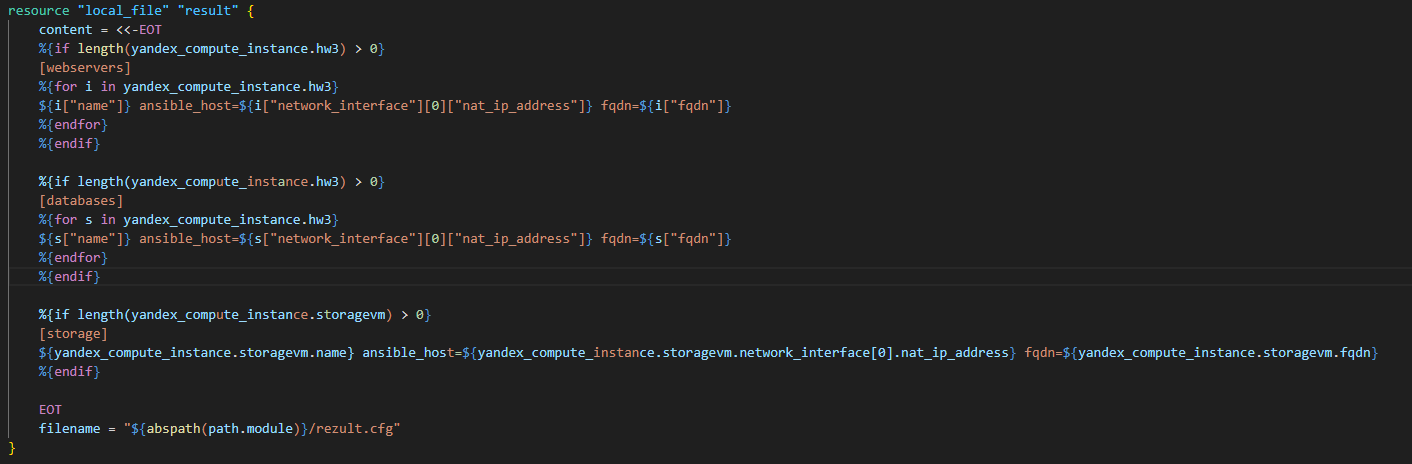 resource "local_file" "result" {
content = <<-EOT
%{if length(yandex_compute_instance.hw3) > 0}
[webservers]
%{for i in yandex_compute_instance.hw3}
${i["name"]} ansible_host=${i["network_interface"][0]["nat_ip_address"]} fqdn=${i["fqdn"]}
%{endfor}
%{endif}
%{if length(yandex_compute_instance.hw3) > 0}
[databases]
%{for s in yandex_compute_instance.hw3}
${s["name"]} ansible_host=${s["network_interface"][0]["nat_ip_address"]} fqdn=${s["fqdn"]}
%{endfor}
%{endif}
%{if length(yandex_compute_instance.storagevm) > 0}
[storage]
${yandex_compute_instance.storagevm.name} ansible_host=${yandex_compute_instance.storagevm.network_interface[0].nat_ip_address} fqdn=${yandex_compute_instance.storagevm.fqdn}
%{endif}
EOT
filename = "${abspath(path.module)}/rezult.cfg"
}